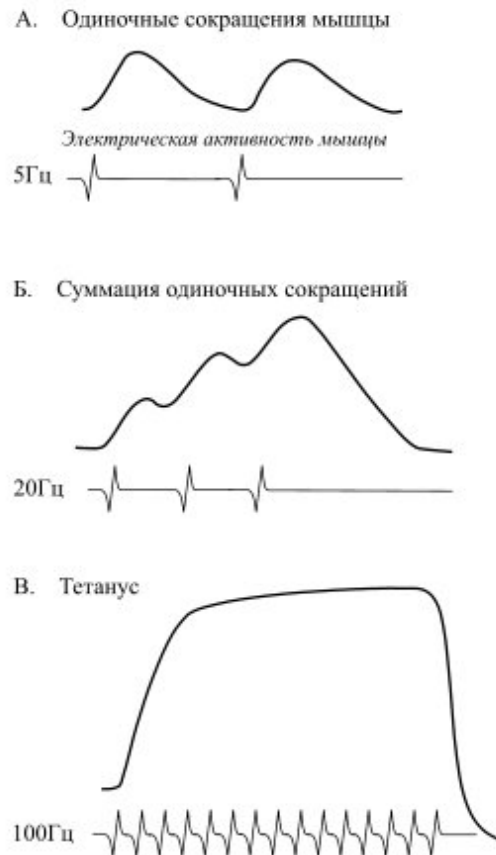 А. Одиночные сокращения мышцы
Электрическая активность мышцы
5Гц
Б. Суммация одиночных сокращений
20Гц
В. Тетанус
100Гц